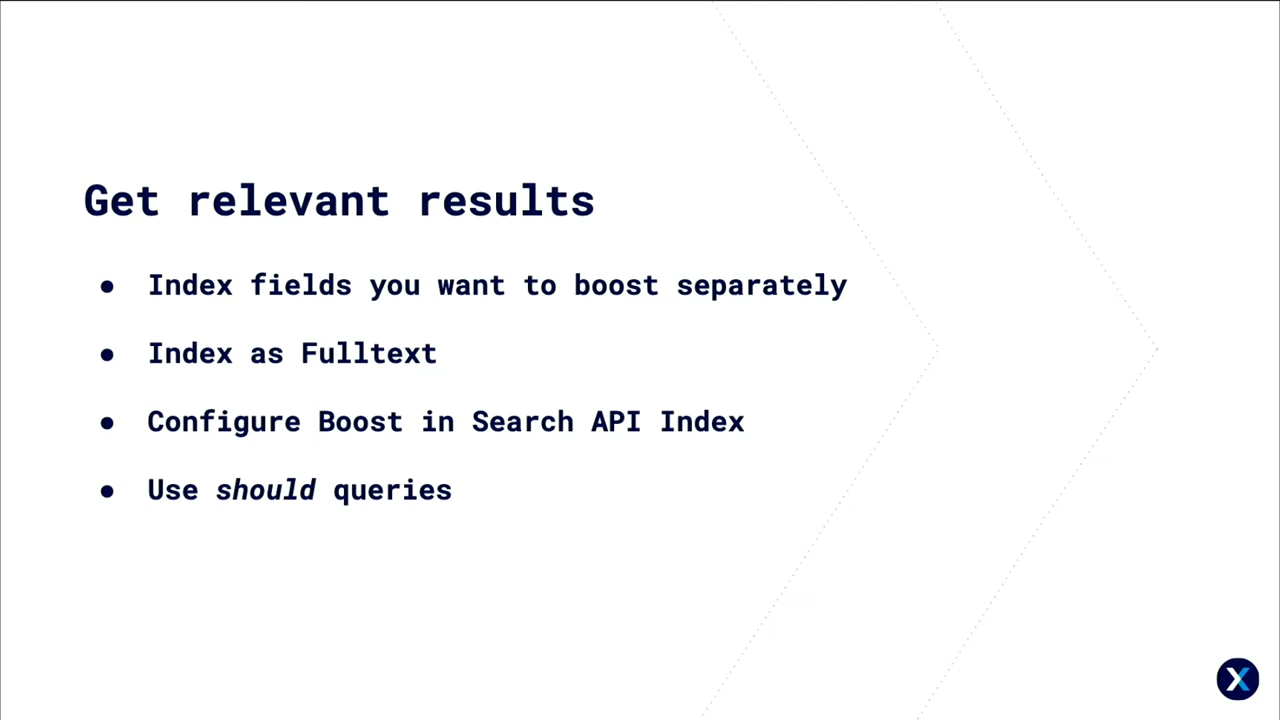 Get relevant results
● Index fields you want to boost separately
● Index as Fulltext
● Configure Boost in Search API Index
● Use should queries